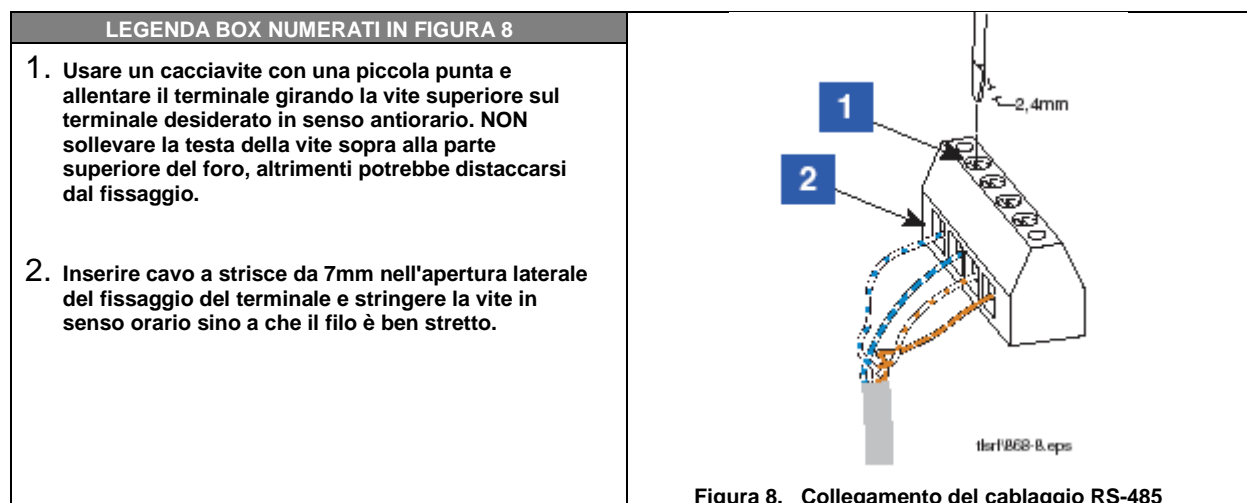 LEGENDA BOX NUMERATI IN FIGURA 8
1. Usare un cacciavite con una piccola punta e
allentare il terminale girando la vite superiore sul
terminale desiderato in senso antiorario. NON
sollevare la testa della vite sopra alla parte
superiore del foro, altrimenti potrebbe distaccarsi
dal fissaggio.
2. Inserire cavo a strisce da 7mm nell'apertura laterale
del fissaggio del terminale e stringere la vite in
senso orario sino a che il filo è ben stretto.
2,4mm
1
2
tlsrf\868-8.eps
Figura 8. Collegamento del cablaggio RS-485